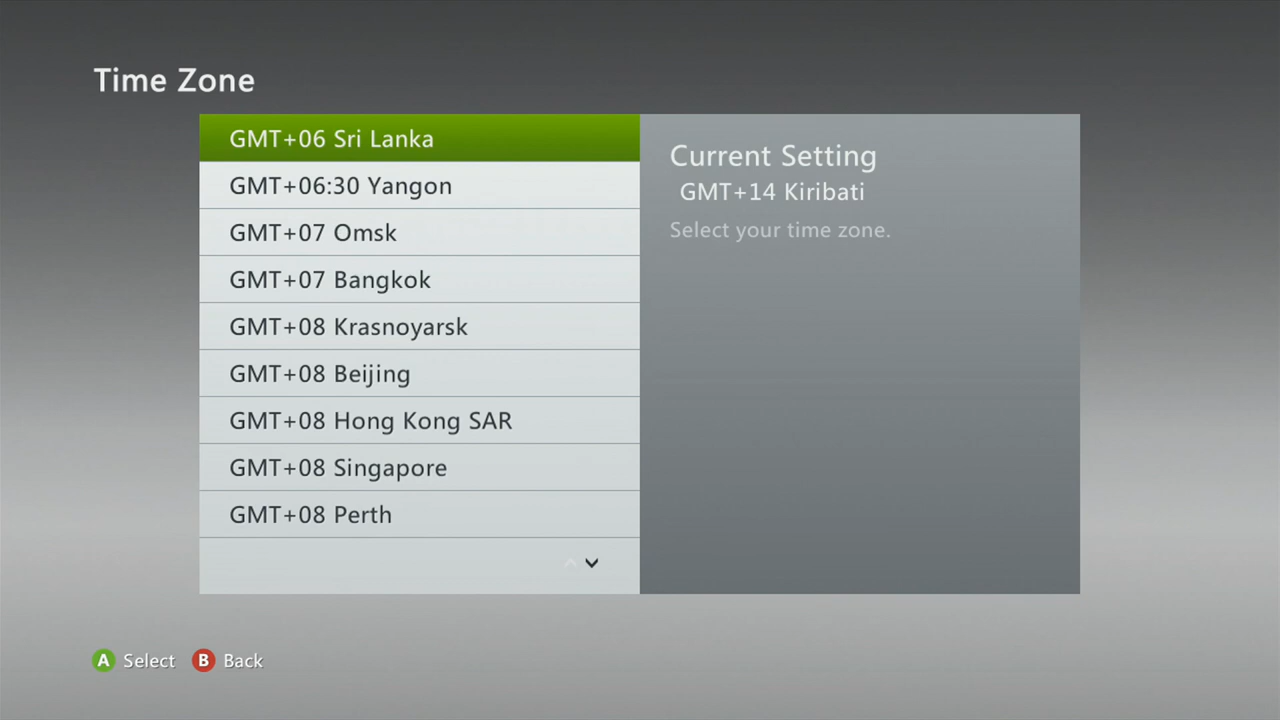 Time Zone
GMT+06 Sri Lanka
GMT+06:30 Yangon
GMT+07 Omsk
GMT+07 Bangkok
GMT+08 Krasnoyarsk
GMT+08 Beijing
GMT+08 Hong Kong SAR
GMT+08 Singapore
GMT+08 Perth
Current Setting
GMT+14 Kiribati
Select your time zone.
A Select B Back